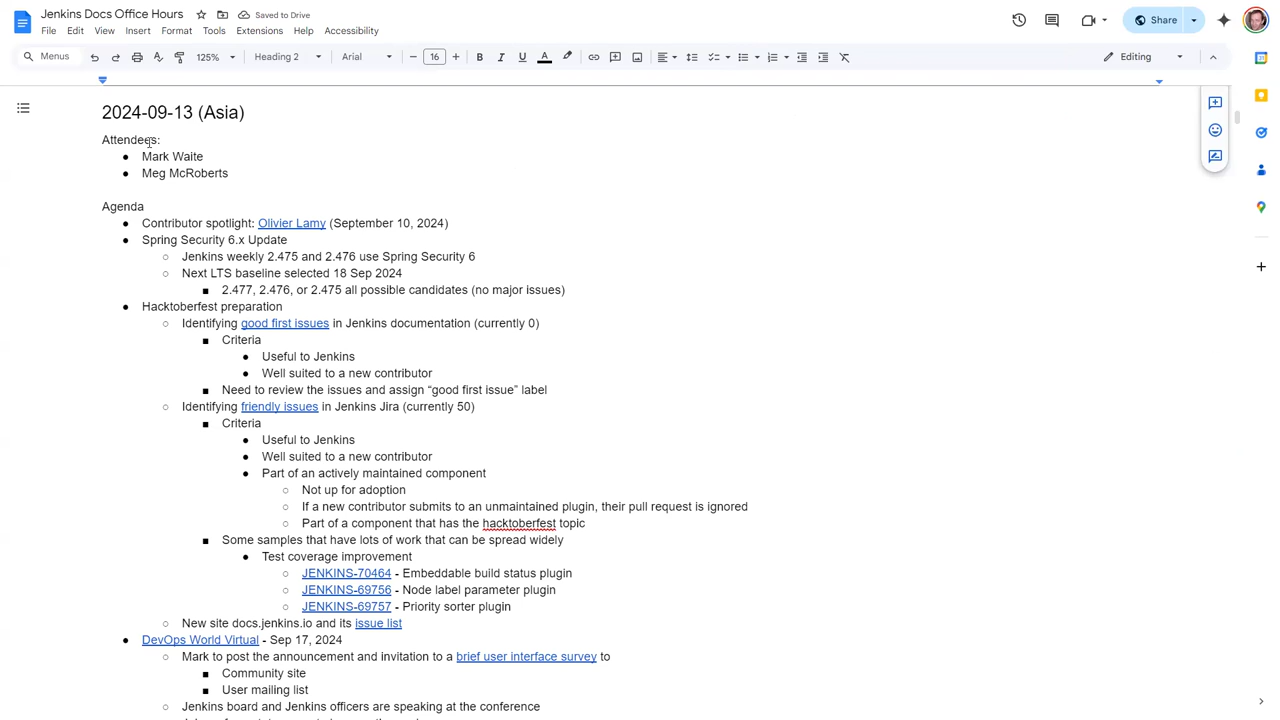 Jenkins Docs Office Hours
Saved to Drive
File Edit View Insert Format Tools Extensions Help Accessibility
Share
Menus
125%
Heading 2
Arial
16
Editing
2024-09-13 (Asia)
Attendees:
Mark Waite
Meg McRoberts
Agenda
Contributor spotlight: Olivier Lamy (September 10, 2024)
Spring Security 6.x Update
Jenkins weekly 2.475 and 2.476 use Spring Security 6
Next LTS baseline selected 18 Sep 2024
2.477, 2.476, or 2.475 all possible candidates (no major issues)
Hacktoberfest preparation
Identifying good first issues in Jenkins documentation (currently 0)
Criteria
Useful to Jenkins
Well suited to a new contributor
Need to review the issues and assign “good first issue” label
Identifying friendly issues in Jenkins Jira (currently 50)
Criteria
Useful to Jenkins
Well suited to a new contributor
Part of an actively maintained component
Not up for adoption
If a new contributor submits to an unmaintained plugin, their pull request is ignored
Part of a component that has the hacktoberfest topic
Some samples that have lots of work that can be spread widely
Test coverage improvement
JENKINS-70464 - Embeddable build status plugin
JENKINS-69756 - Node label parameter plugin
JENKINS-69757 - Priority sorter plugin
New site docs.jenkins.io and its issue list
DevOps World Virtual - Sep 17, 2024
Mark to post the announcement and invitation to a brief user interface survey to
Community site
User mailing list
Jenkins board and Jenkins officers are speaking at the conference